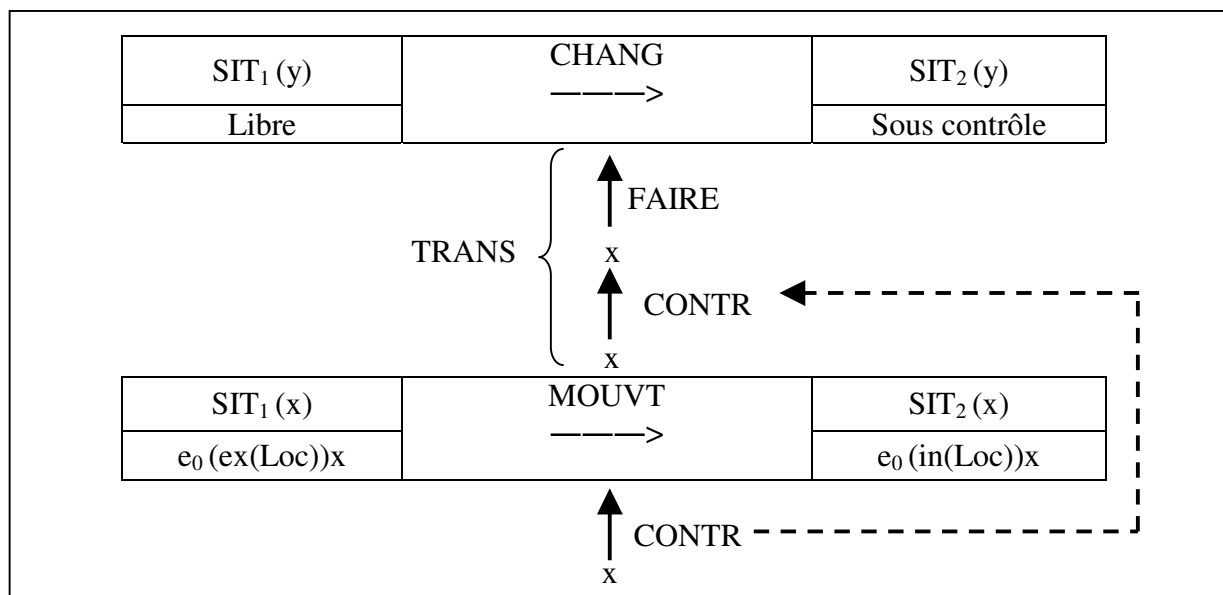 SIT₁ (y) CHANG SIT₂ (y)
———>
Libre Sous contrôle
FAIRE
TRANS x
CONTR
x
SIT₁ (x) MOUVT SIT₂ (x)
———>
e₀ (ex(Loc))x e₀ (in(Loc))x
CONTR
x